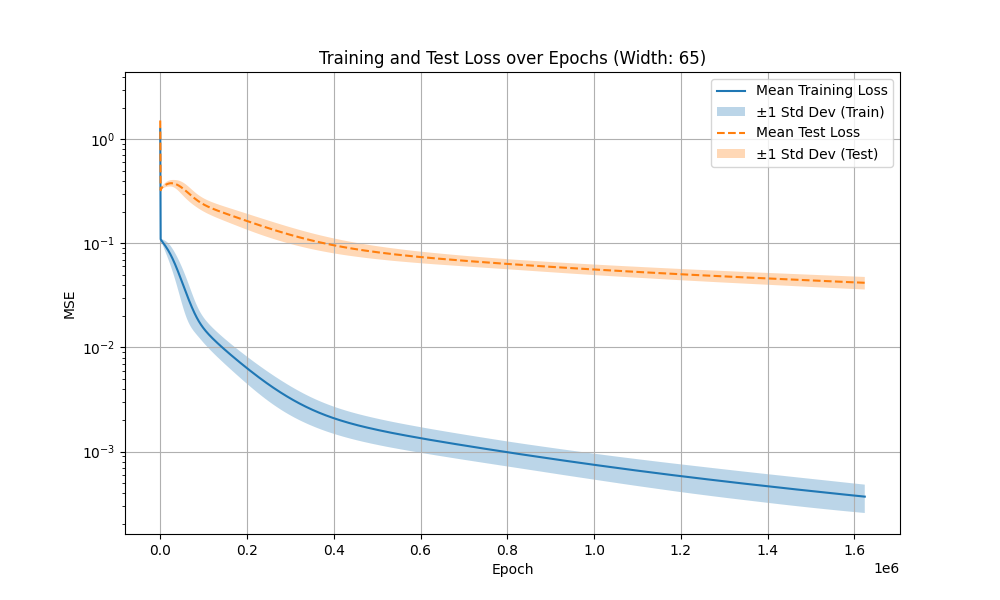 Training and Test Loss over Epochs (Width: 65)
Mean Training Loss
±1 Std Dev (Train)
Mean Test Loss
±1 Std Dev (Test)
MSE
10⁰
10⁻¹
10⁻²
10⁻³
0.0 0.2 0.4 0.6 0.8 1.0 1.2 1.4 1.6
1e6
Epoch